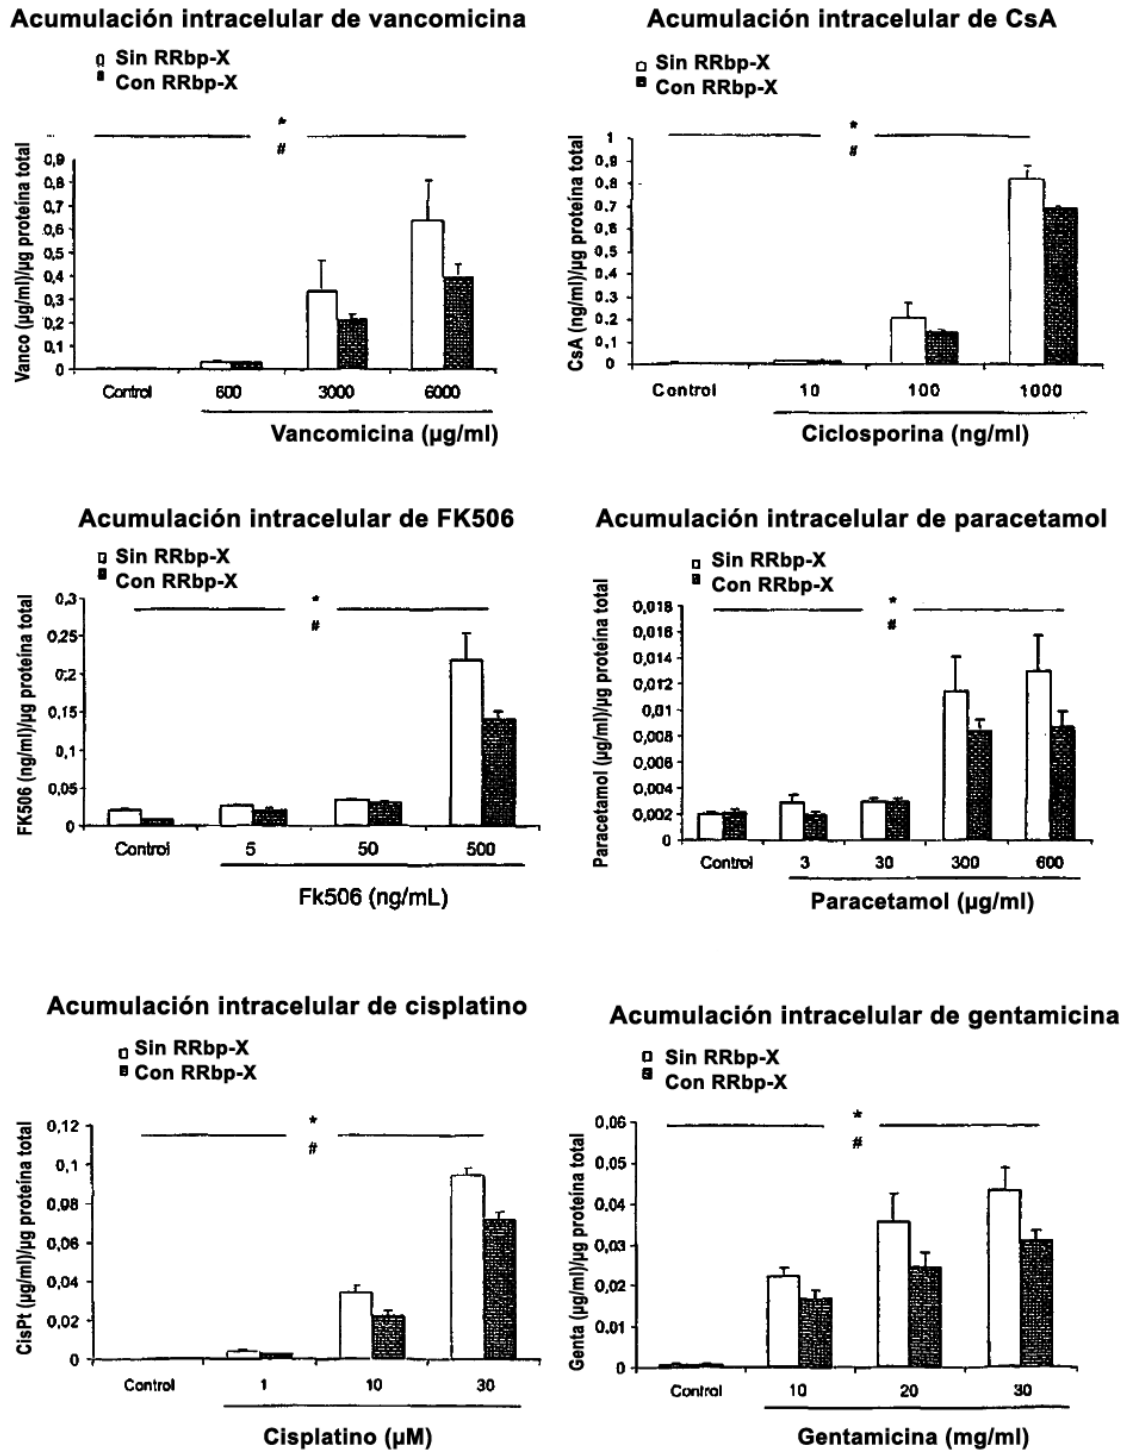 Acumulación intracelular de vancomicina
Sin RRbp-X
Con RRbp-X
*
#
Vanco (µg/ml)/µg proteína total
0,9
0,8
0,7
0,6
0,5
0,4
0,3
0,2
0,1
0
Control
600
3000
6000
Vancomicina (µg/ml)
Acumulación intracelular de CsA
Sin RRbp-X
Con RRbp-X
*
#
CsA (ng/ml)/µg proteína total
1
0.9
0.8
0.7
0.6
0.5
0.4
0.3
0.2
0.1
0
Control
10
100
1000
Ciclosporina (ng/ml)
Acumulación intracelular de FK506
Sin RRbp-X
Con RRbp-X
*
#
FK506 (ng/ml)/µg proteína total
0,3
0,25
0,2
0,15
0,1
0,05
0
Control
5
50
500
Fk506 (ng/mL)
Acumulación intracelular de paracetamol
Sin RRbp-X
Con RRbp-X
*
#
Paracetamol (µg/ml)/µg proteína total
0,018
0,016
0,014
0,012
0,01
0,008
0,006
0,004
0,002
0
Control
3
30
300
600
Paracetamol (µg/ml)
Acumulación intracelular de cisplatino
Sin RRbp-X
Con RRbp-X
*
#
CisPt (µg/ml)/µg proteína total
0,12
0,1
0,08
0,06
0,04
0,02
0
Control
1
10
30
Cisplatino (µM)
Acumulación intracelular de gentamicina
Sin RRbp-X
Con RRbp-X
*
#
Genta (µg/ml)/µg proteína total
0.06
0.05
0.04
0.03
0.02
0.01
0
Control
10
20
30
Gentamicina (mg/ml)